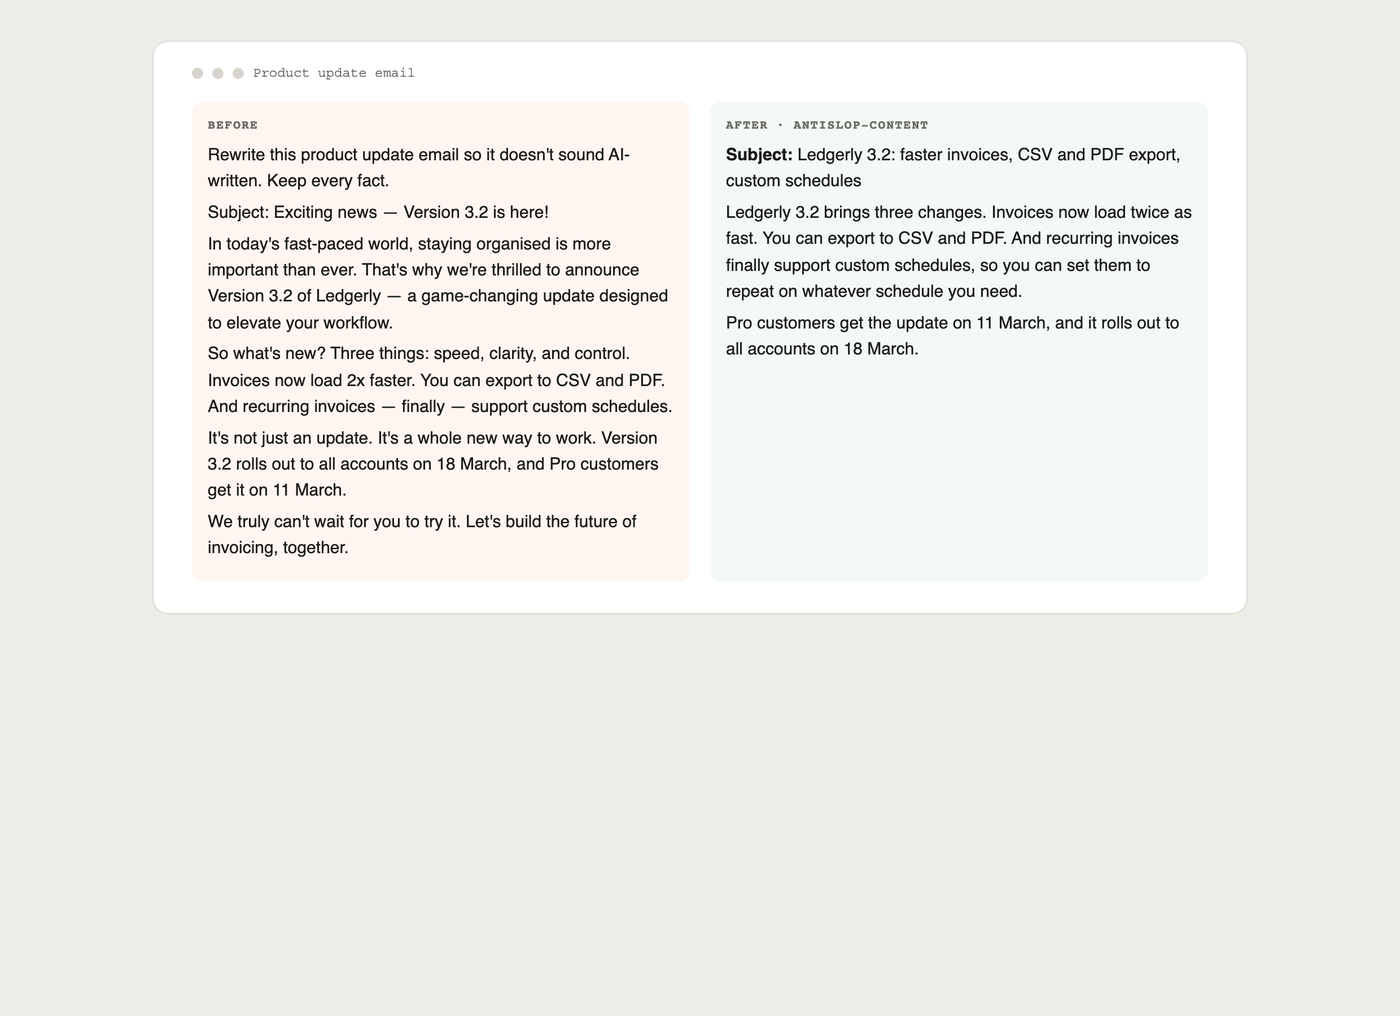 Product update email
BEFORE
Rewrite this product update email so it doesn't sound AI-
written. Keep every fact.
Subject: Exciting news — Version 3.2 is here!
In today's fast-paced world, staying organised is more
important than ever. That's why we're thrilled to announce
Version 3.2 of Ledgerly — a game-changing update designed
to elevate your workflow.
So what's new? Three things: speed, clarity, and control.
Invoices now load 2x faster. You can export to CSV and PDF.
And recurring invoices — finally — support custom schedules.
It's not just an update. It's a whole new way to work. Version
3.2 rolls out to all accounts on 18 March, and Pro customers
get it on 11 March.
We truly can't wait for you to try it. Let's build the future of
invoicing, together.
AFTER · ANTISLOP-CONTENT
Subject: Ledgerly 3.2: faster invoices, CSV and PDF export,
custom schedules
Ledgerly 3.2 brings three changes. Invoices now load twice as
fast. You can export to CSV and PDF. And recurring invoices
finally support custom schedules, so you can set them to
repeat on whatever schedule you need.
Pro customers get the update on 11 March, and it rolls out to
all accounts on 18 March.